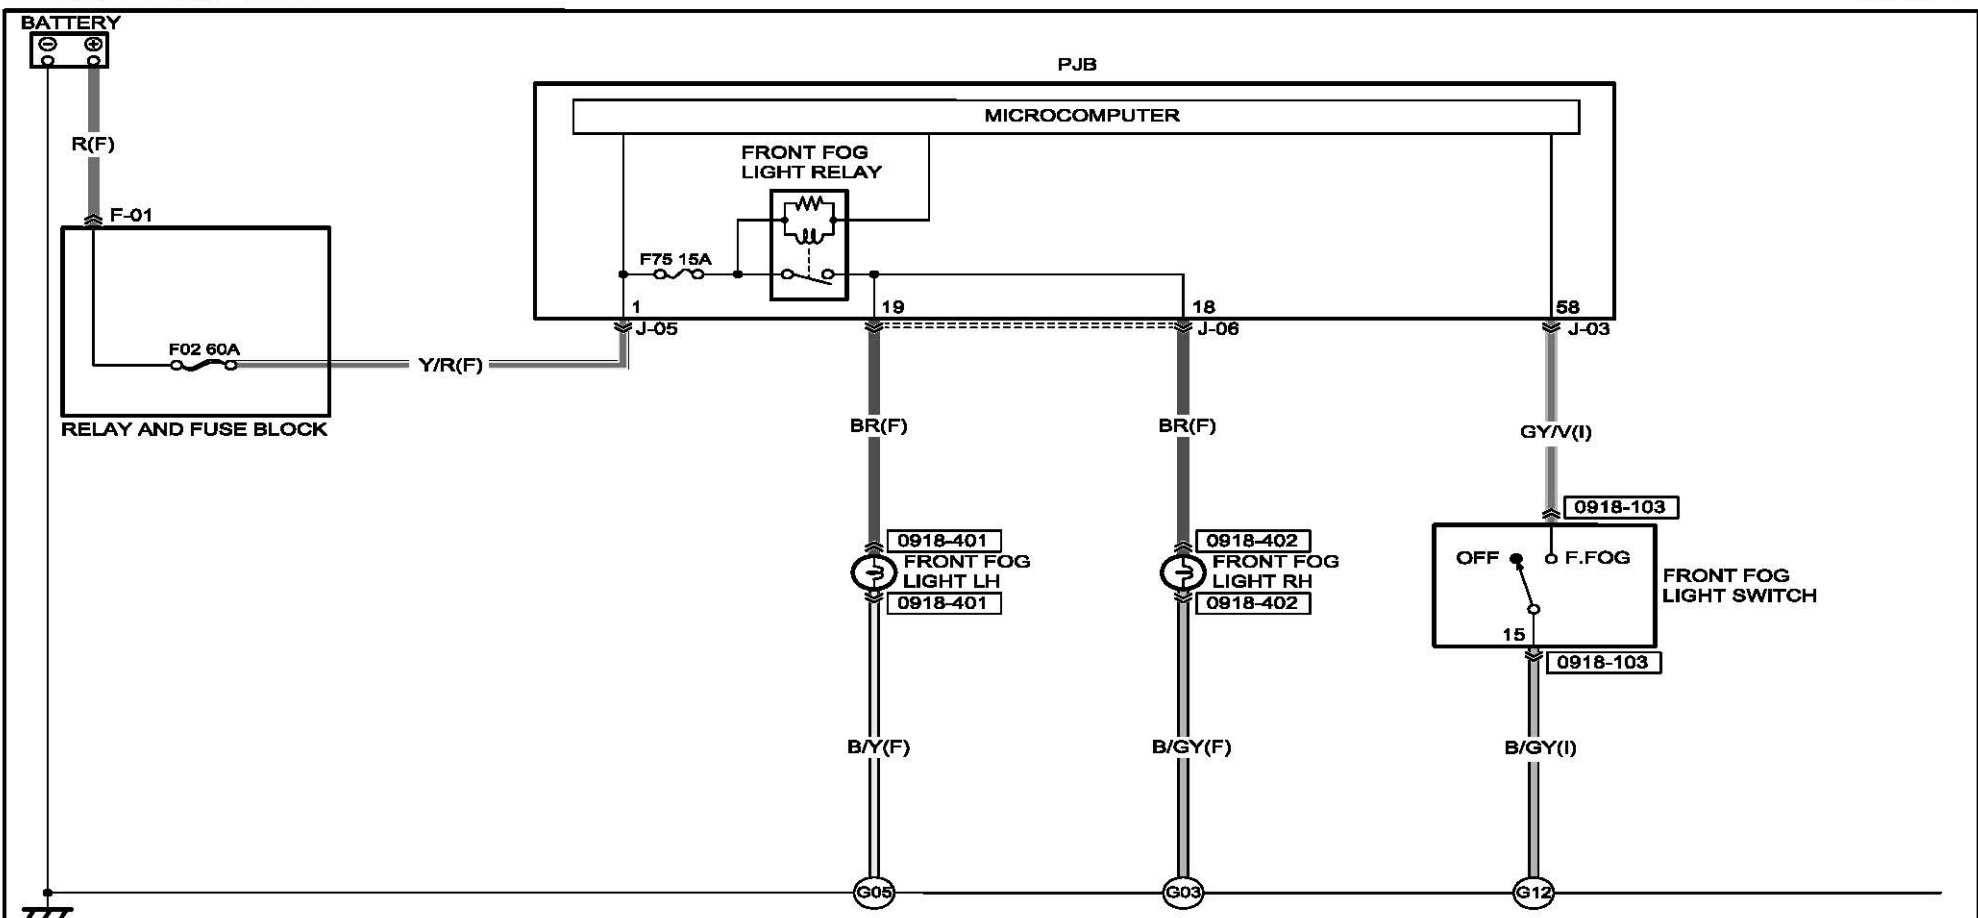 BATTERY
PJB
MICROCOMPUTER
R(F)
FRONT FOG
LIGHT RELAY
F-01
F75 15A
1
19
18
58
J-05
J-06
J-03
F02 60A
Y/R(F)
RELAY AND FUSE BLOCK
BR(F)
BR(F)
GY/V(I)
0918-103
0918-401
FRONT FOG
LIGHT LH
0918-401
0918-402
FRONT FOG
LIGHT RH
0918-402
OFF
F.FOG
FRONT FOG
LIGHT SWITCH
15
0918-103
B/Y(F)
B/GY(F)
B/GY(I)
G05
G03
G12